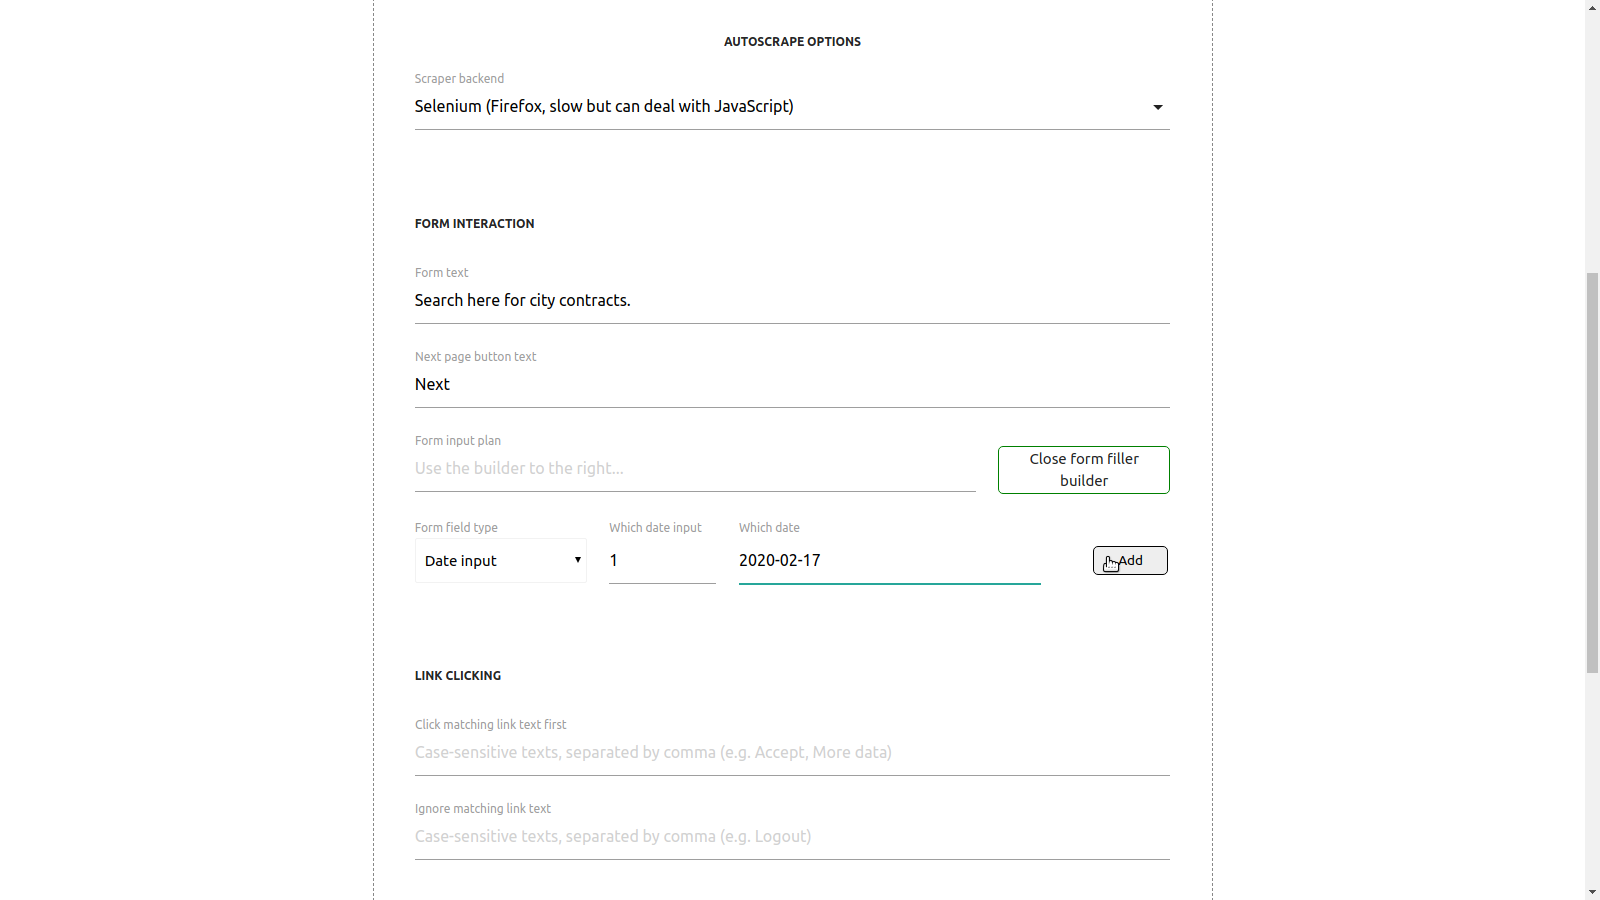 AUTOSCRAPE OPTIONS
Scraper backend
Selenium (Firefox, slow but can deal with JavaScript)
FORM INTERACTION
Form text
Search here for city contracts.
Next page button text
Next
Form input plan
Use the builder to the right...
Close form filler
builder
Form field type
Which date input
Which date
Date input
1
2020-02-17
Add
LINK CLICKING
Click matching link text first
Case-sensitive texts, separated by comma (e.g. Accept, More data)
Ignore matching link text
Case-sensitive texts, separated by comma (e.g. Logout)